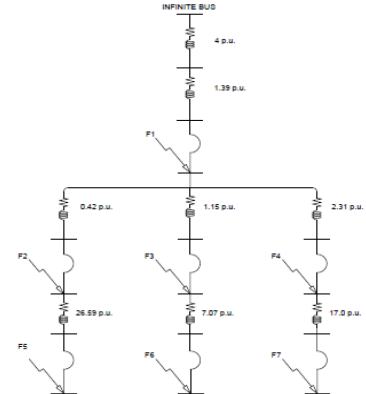 INFINITE BUS
4 p.u.
1.39 p.u.
F1
0.42 p.u. 1.15 p.u. 2.31 p.u.
F2 F3 F4
26.59 p.u. 7.07 p.u. 17.0 p.u.
F5 F6 F7